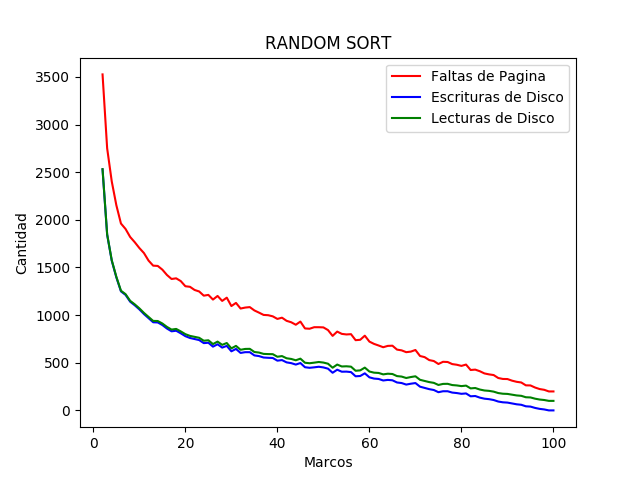 RANDOM SORT
Faltas de Pagina
Escrituras de Disco
Lecturas de Disco
Cantidad
3500
3000
2500
2000
1500
1000
500
0
0 20 40 60 80 100
Marcos